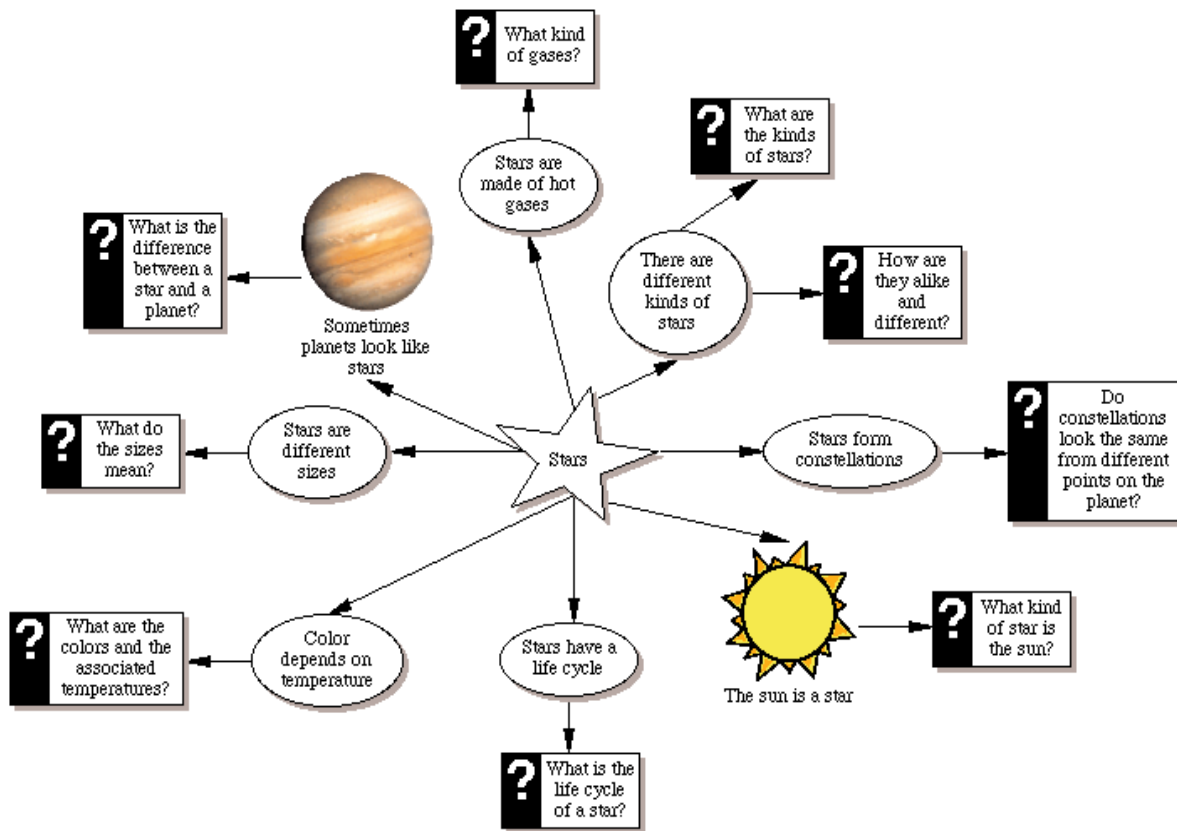 ?
What kind
of gases?
Stars are
made of hot
gases
?
What are
the kinds
of stars?
There are
different
kinds of
stars
?
How are
they alike
and
different?
?
What is the
difference
between a
star and a
planet?
Sometimes
planets look like
stars
?
What do
the sizes
mean?
Stars are
different
sizes
Stars
Stars form
constellations
?
Do
constellations
look the same
from different
points on the
planet?
?
What are the
colors and the
associated
temperatures?
Color
depends on
temperature
Stars have a
life cycle
?
What is the
life cycle
of a star?
The sun is a star
?
What kind
of star is
the sun?